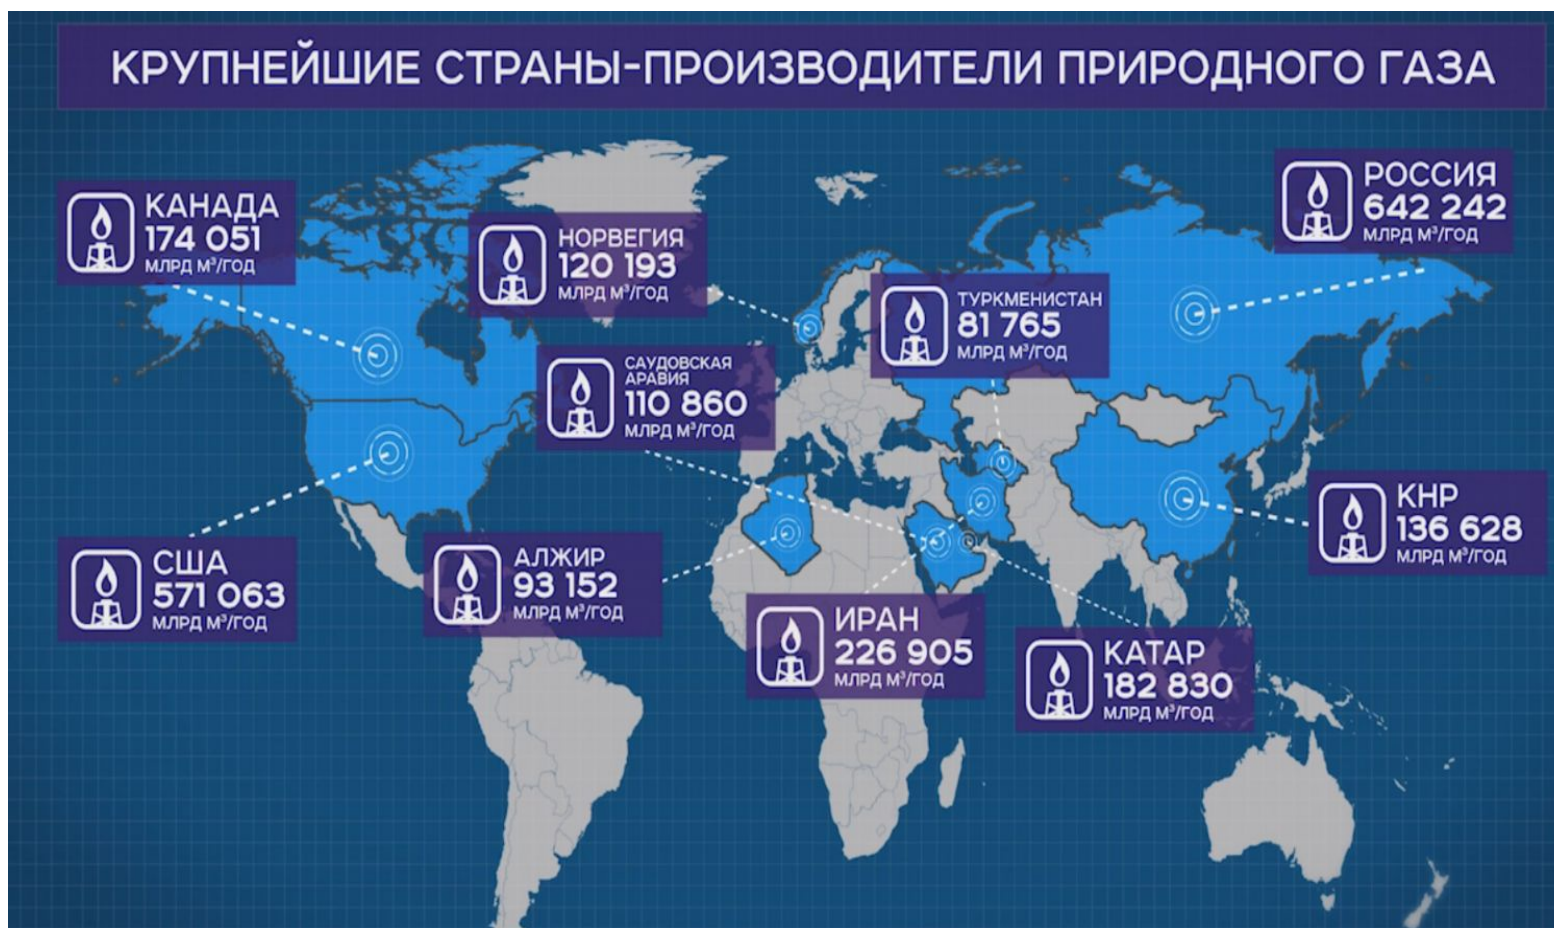 КРУПНЕЙШИЕ СТРАНЫ-ПРОИЗВОДИТЕЛИ ПРИРОДНОГО ГАЗА
КАНАДА
174 051
МЛРД М³/ГОД
НОРВЕГИЯ
120 193
МЛРД М³/ГОД
РОССИЯ
642 242
МЛРД М³/ГОД
ТУРКМЕНИСТАН
81 765
МЛРД М³/ГОД
САУДОВСКАЯ
АРАВИЯ
110 860
МЛРД М³/ГОД
США
571 063
МЛРД М³/ГОД
АЛЖИР
93 152
МЛРД М³/ГОД
КНР
136 628
МЛРД М³/ГОД
ИРАН
226 905
МЛРД М³/ГОД
КАТАР
182 830
МЛРД М³/ГОД